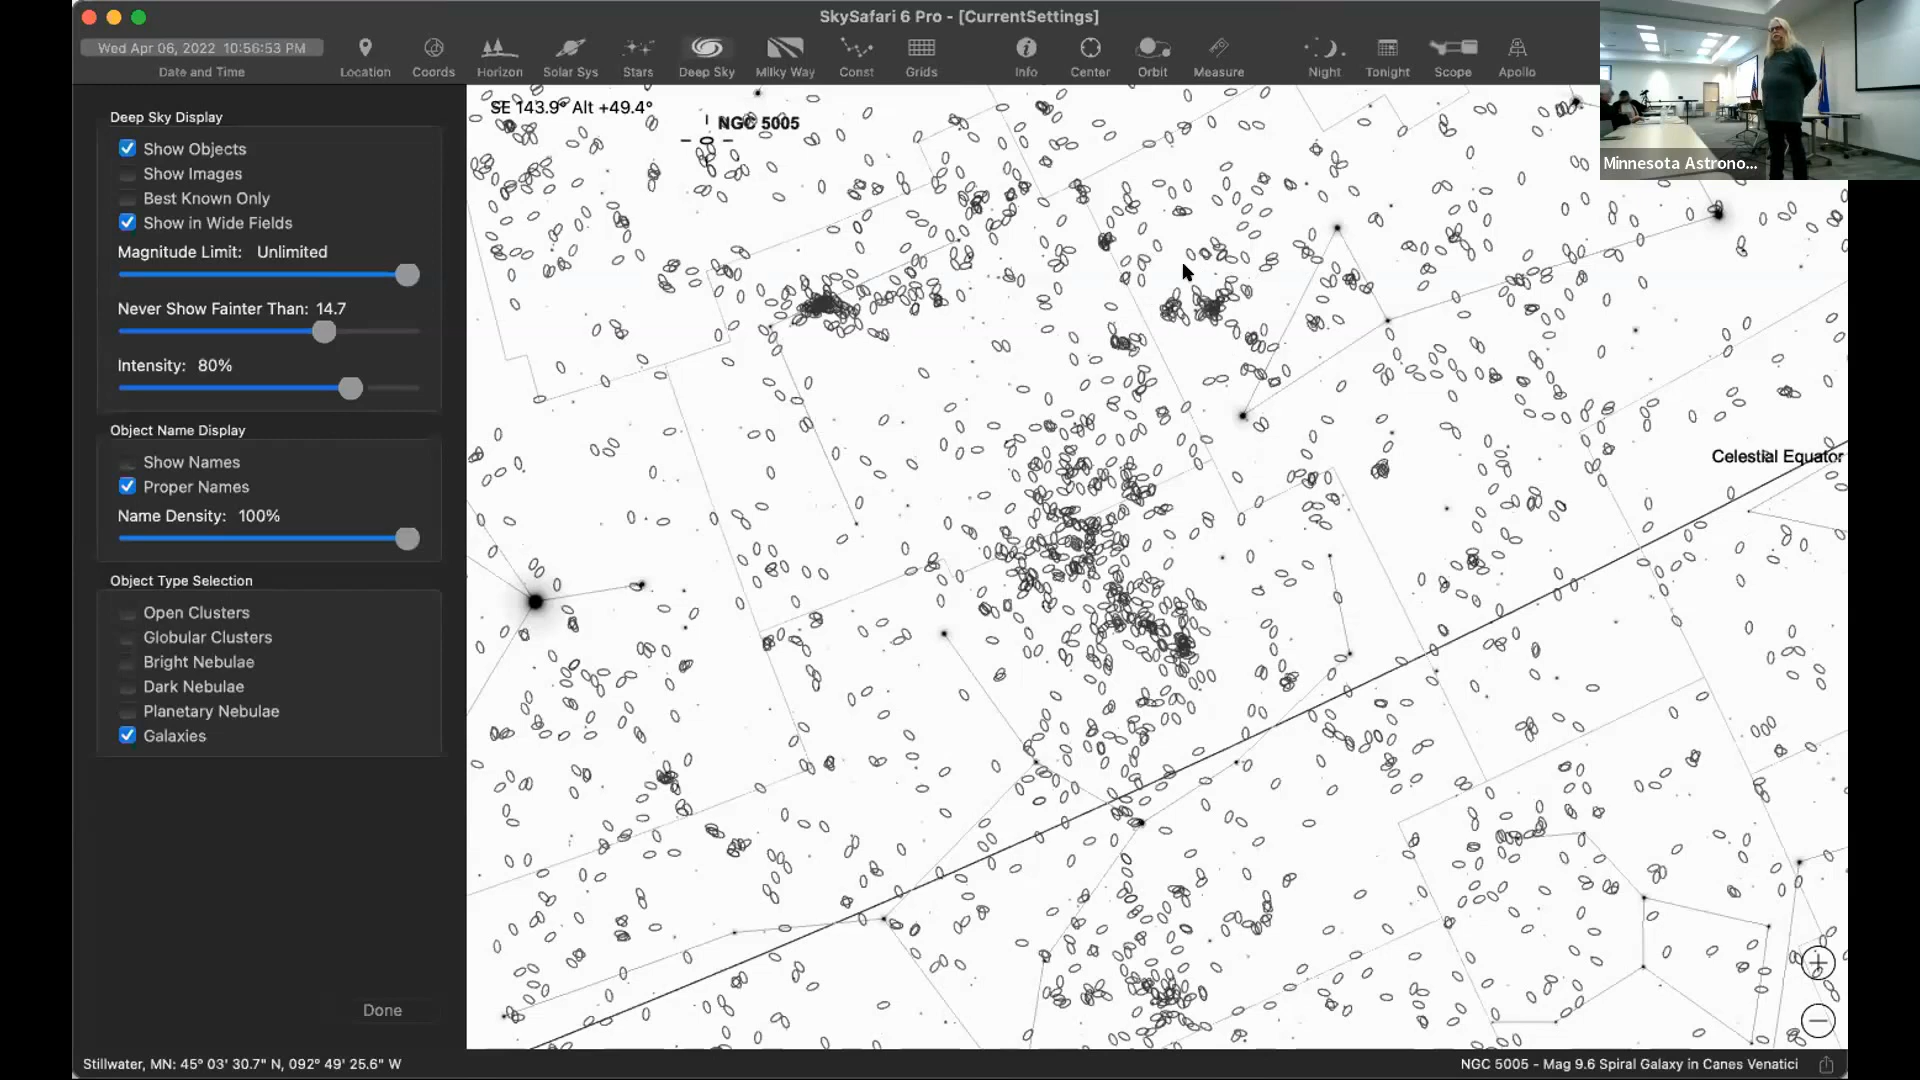 SkySafari 6 Pro - [CurrentSettings]
Wed Apr 06, 2022 10:56:53 PM
Date and Time
Location
Coords
Horizon
Solar Sys
Stars
Deep Sky
Milky Way
Const
Grids
Info
Center
Orbit
Measure
Night
Tonight
Scope
Apollo
Minnesota Astrono...
Deep Sky Display
Show Objects
Show Images
Best Known Only
Show in Wide Fields
Magnitude Limit: Unlimited
Never Show Fainter Than: 14.7
Intensity: 80%
Object Name Display
Show Names
Proper Names
Name Density: 100%
Object Type Selection
Open Clusters
Globular Clusters
Bright Nebulae
Dark Nebulae
Planetary Nebulae
Galaxies
Done
SE 143.9° Alt +49.4°
NGC 5005
Celestial Equator
Stillwater, MN: 45° 03' 30.7" N, 092° 49' 25.6" W
NGC 5005 - Mag 9.6 Spiral Galaxy in Canes Venatici